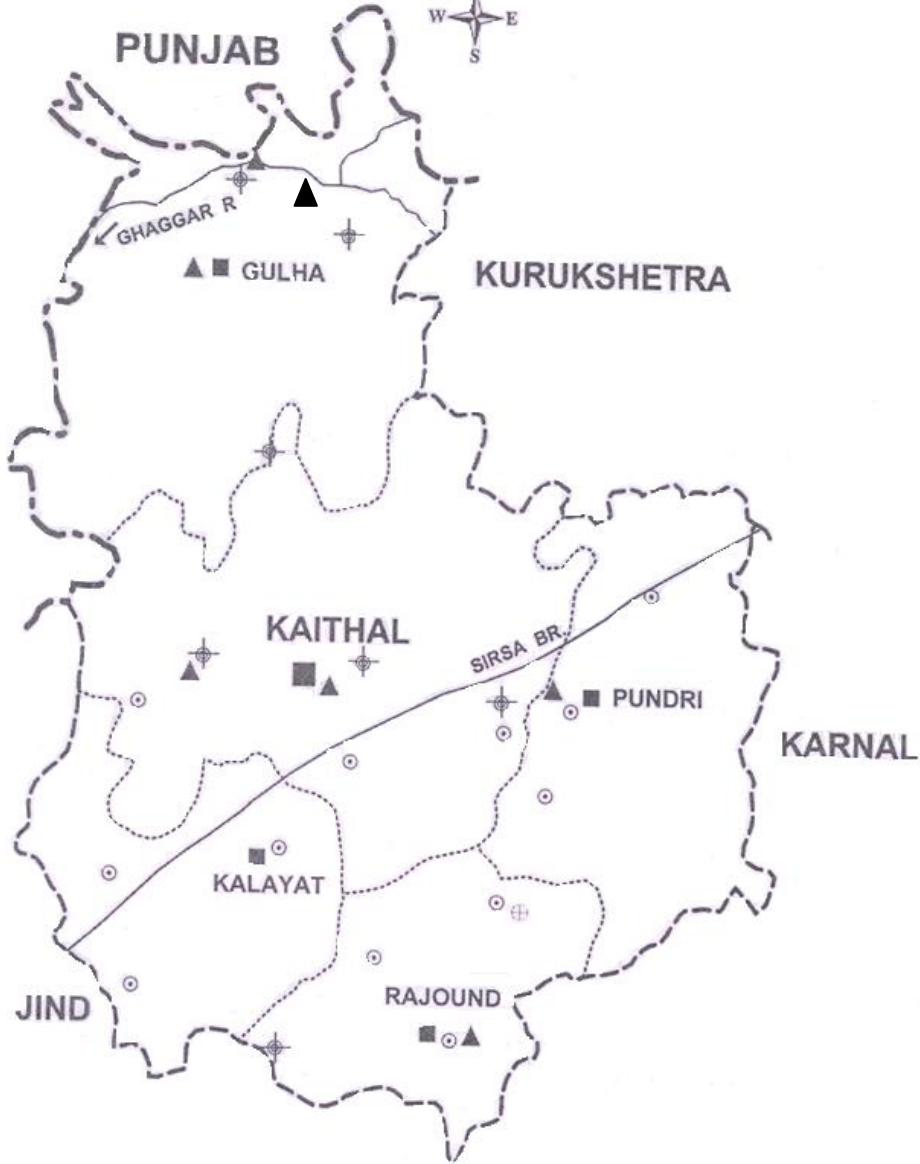 W E
S
PUNJAB
GHAGGAR R
GULHA
KURUKSHETRA
KAITHAL
SIRSA BR.
PUNDRI
KARNAL
KALAYAT
JIND
RAJOUND